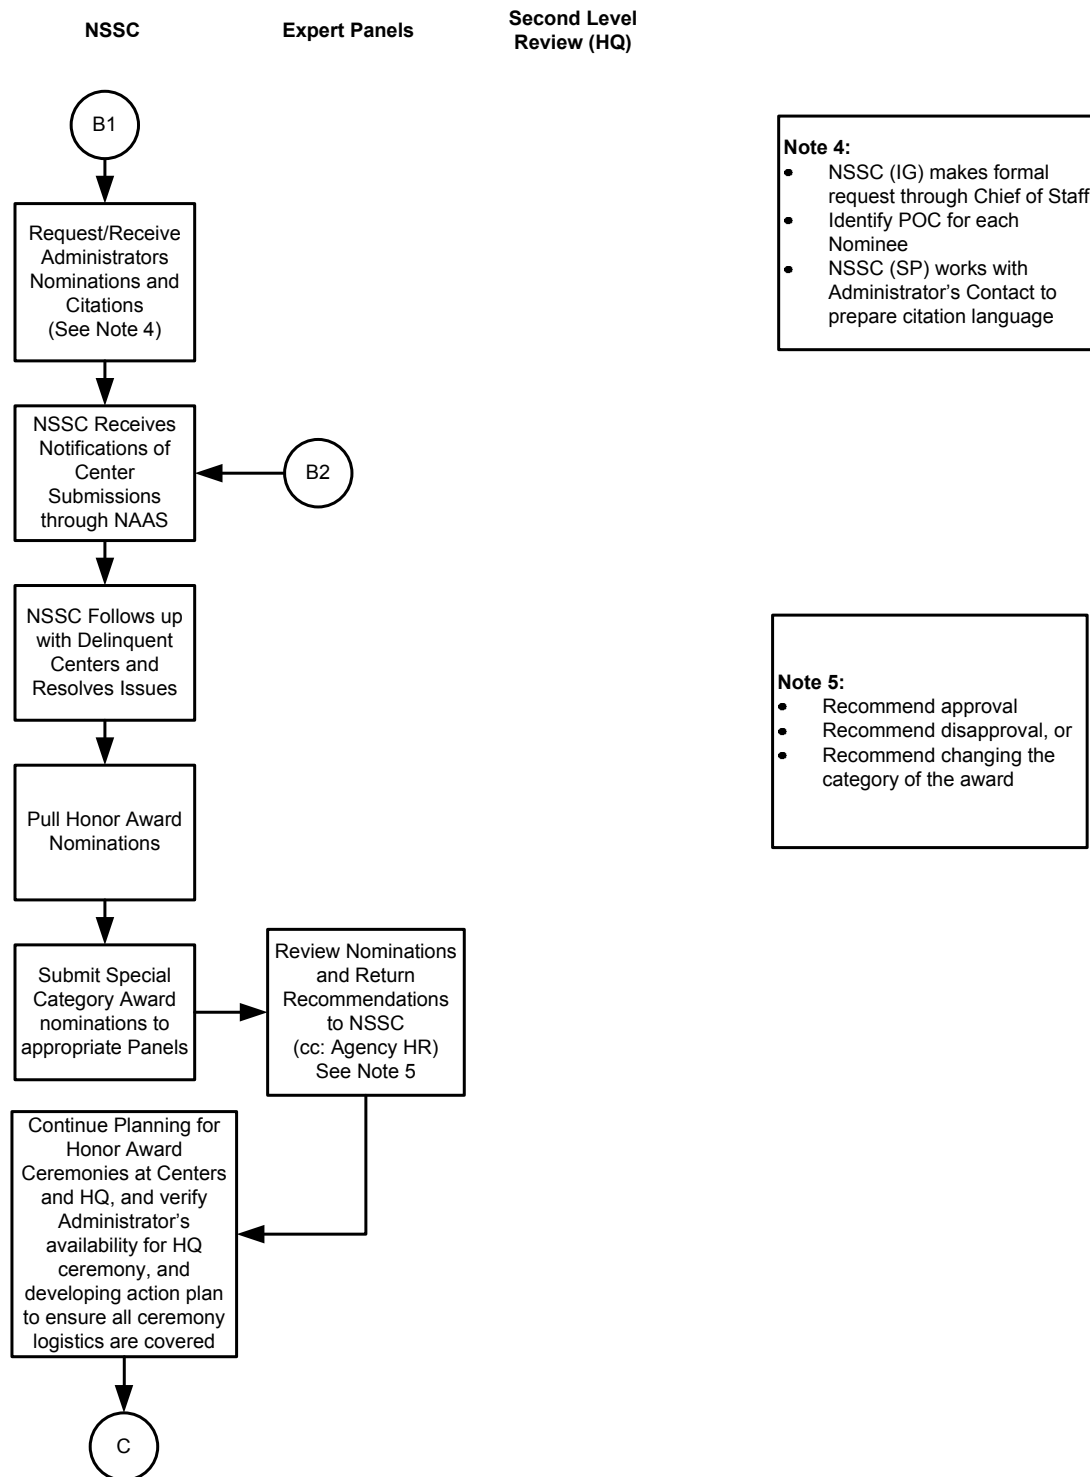 NSSC
Expert Panels
Second Level
Review (HQ)
B1
Request/Receive
Administrators
Nominations and
Citations
(See Note 4)
Note 4:
• NSSC (IG) makes formal
request through Chief of Staff
• Identify POC for each
Nominee
• NSSC (SP) works with
Administrator’s Contact to
prepare citation language
NSSC Receives
Notifications of
Center
Submissions
through NAAS
B2
NSSC Follows up
with Delinquent
Centers and
Resolves Issues
Note 5:
• Recommend approval
• Recommend disapproval, or
• Recommend changing the
category of the award
Pull Honor Award
Nominations
Submit Special
Category Award
nominations to
appropriate Panels
Review Nominations
and Return
Recommendations
to NSSC
(cc: Agency HR)
See Note 5
Continue Planning for
Honor Award
Ceremonies at Centers
and HQ, and verify
Administrator’s
availability for HQ
ceremony, and
developing action plan
to ensure all ceremony
logistics are covered
C